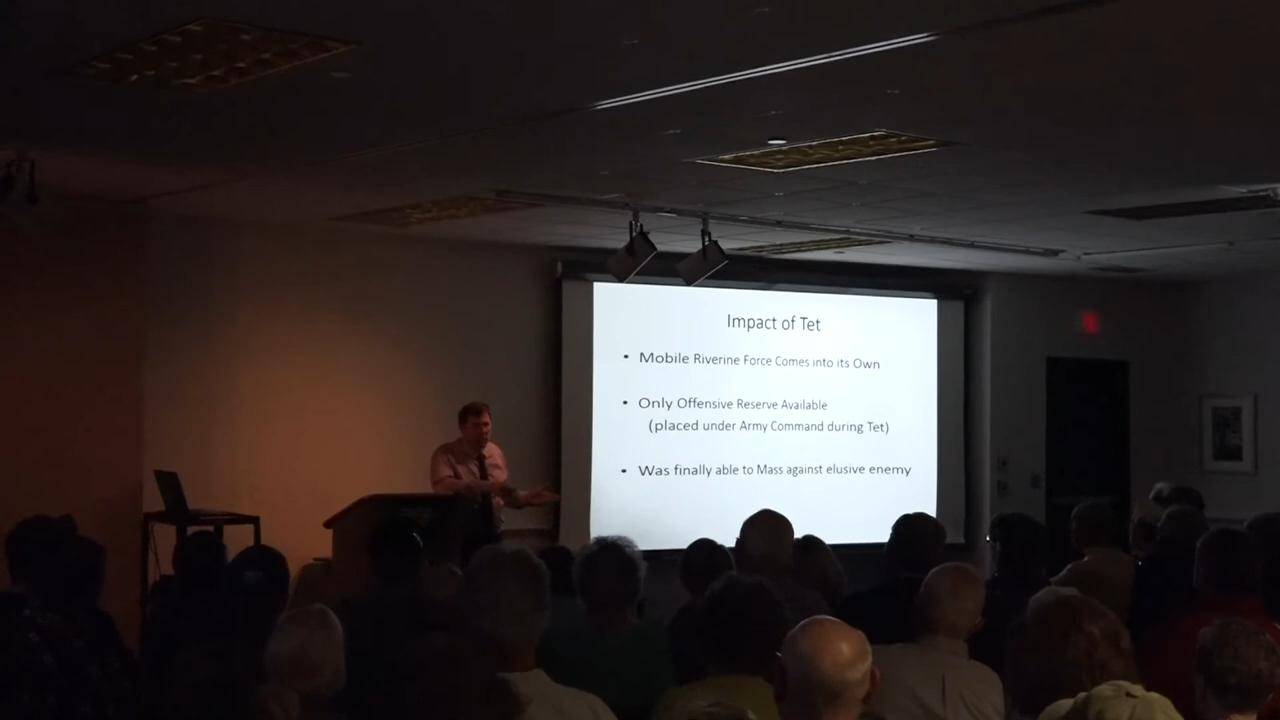 Impact of Tet
• Mobile Riverine Force Comes into its Own
• Only Offensive Reserve Available
(placed under Army Command during Tet)
• Was finally able to Mass against elusive enemy